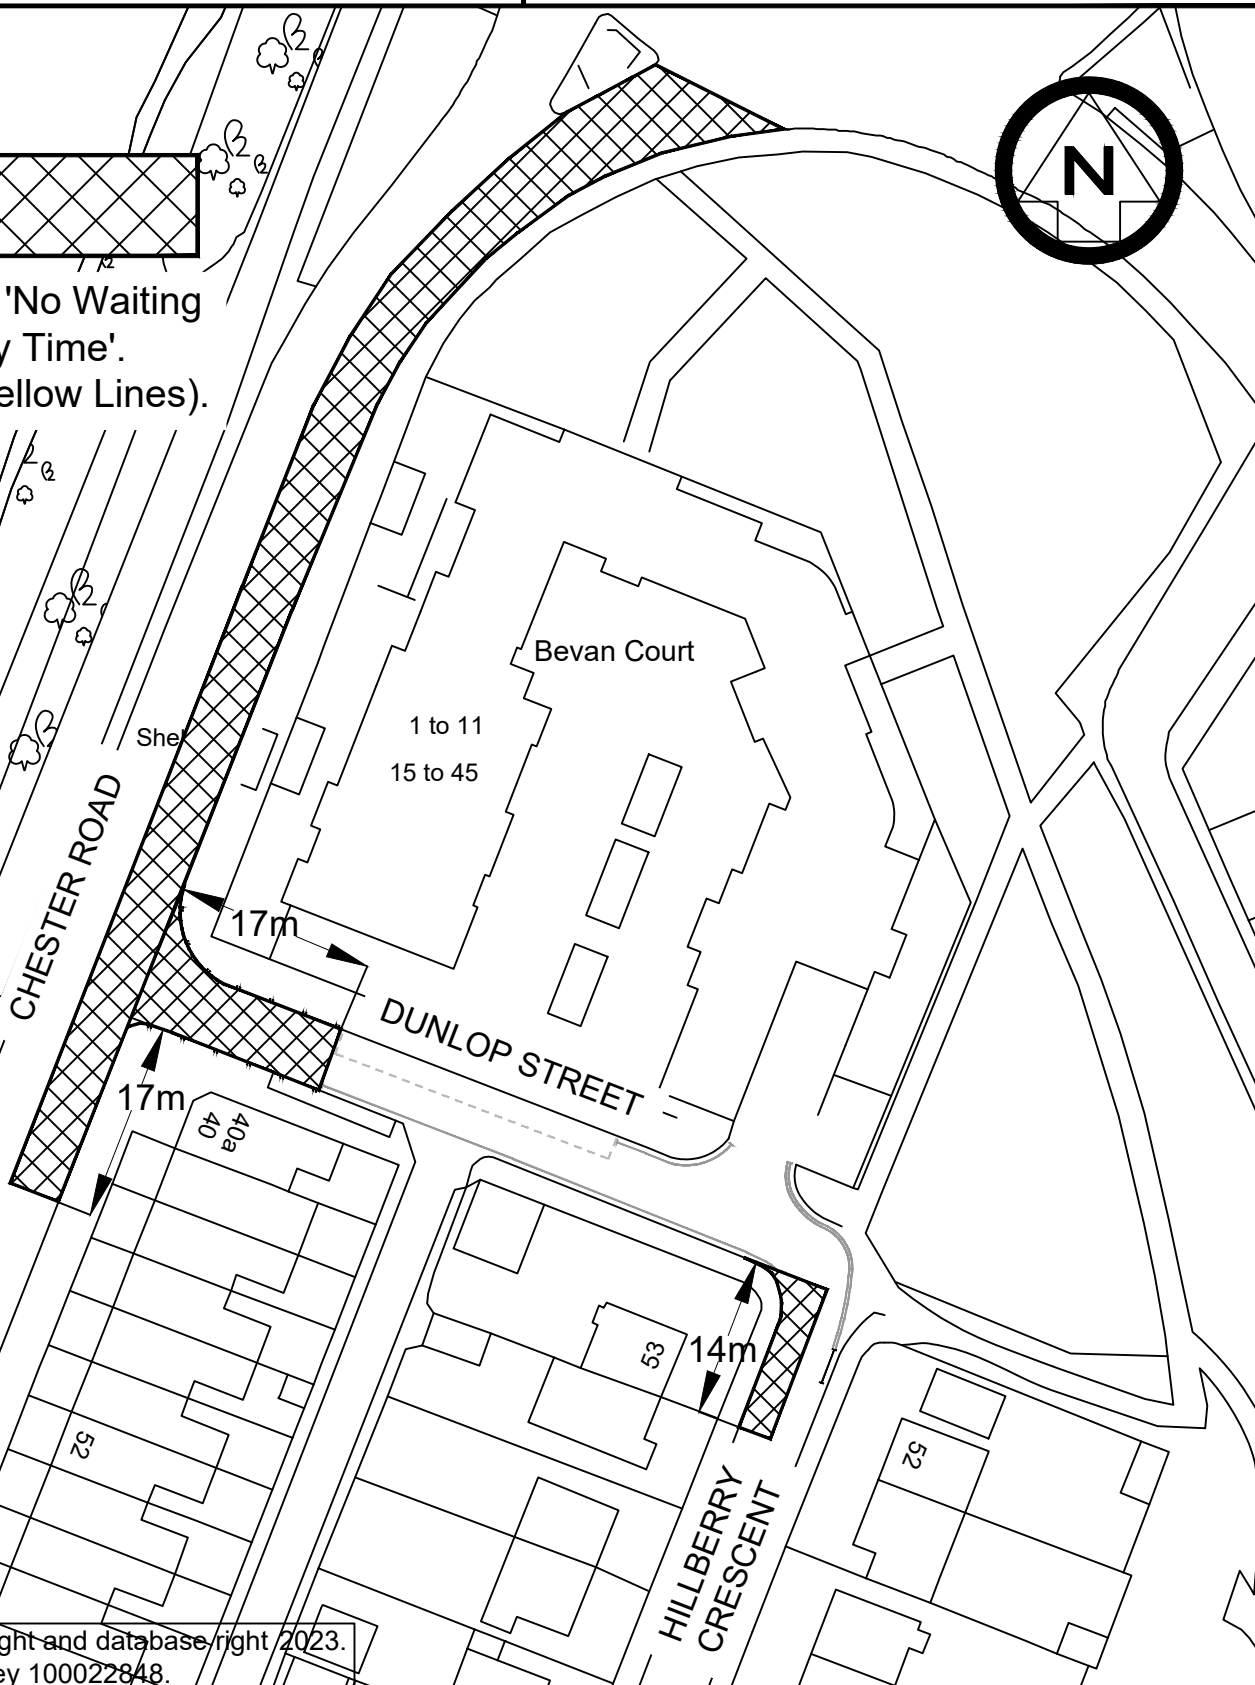 N
'No Waiting
y Time'.
ellow Lines).
Bevan Court
1 to 11
15 to 45
She
CHESTER ROAD
17m
DUNLOP STREET
17m
40a
40
53
14m
52
52
HILLBERRY
CRESCENT
ght and database right 2023.
ey 100022848.